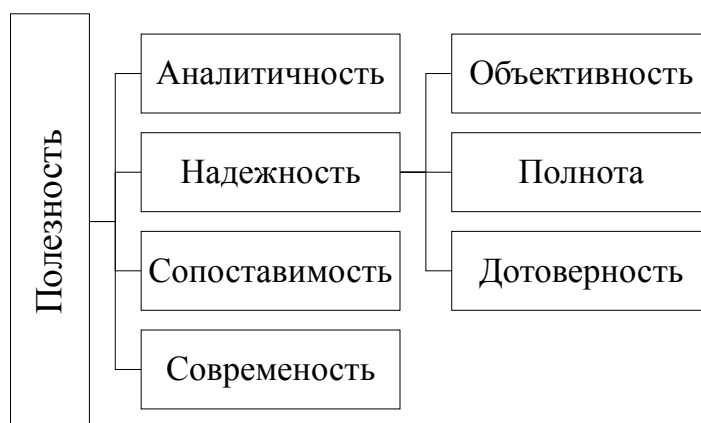 Полезность
Аналитичность
Надежность
Сопоставимость
Современость
Объективность
Полнота
Дотоверность